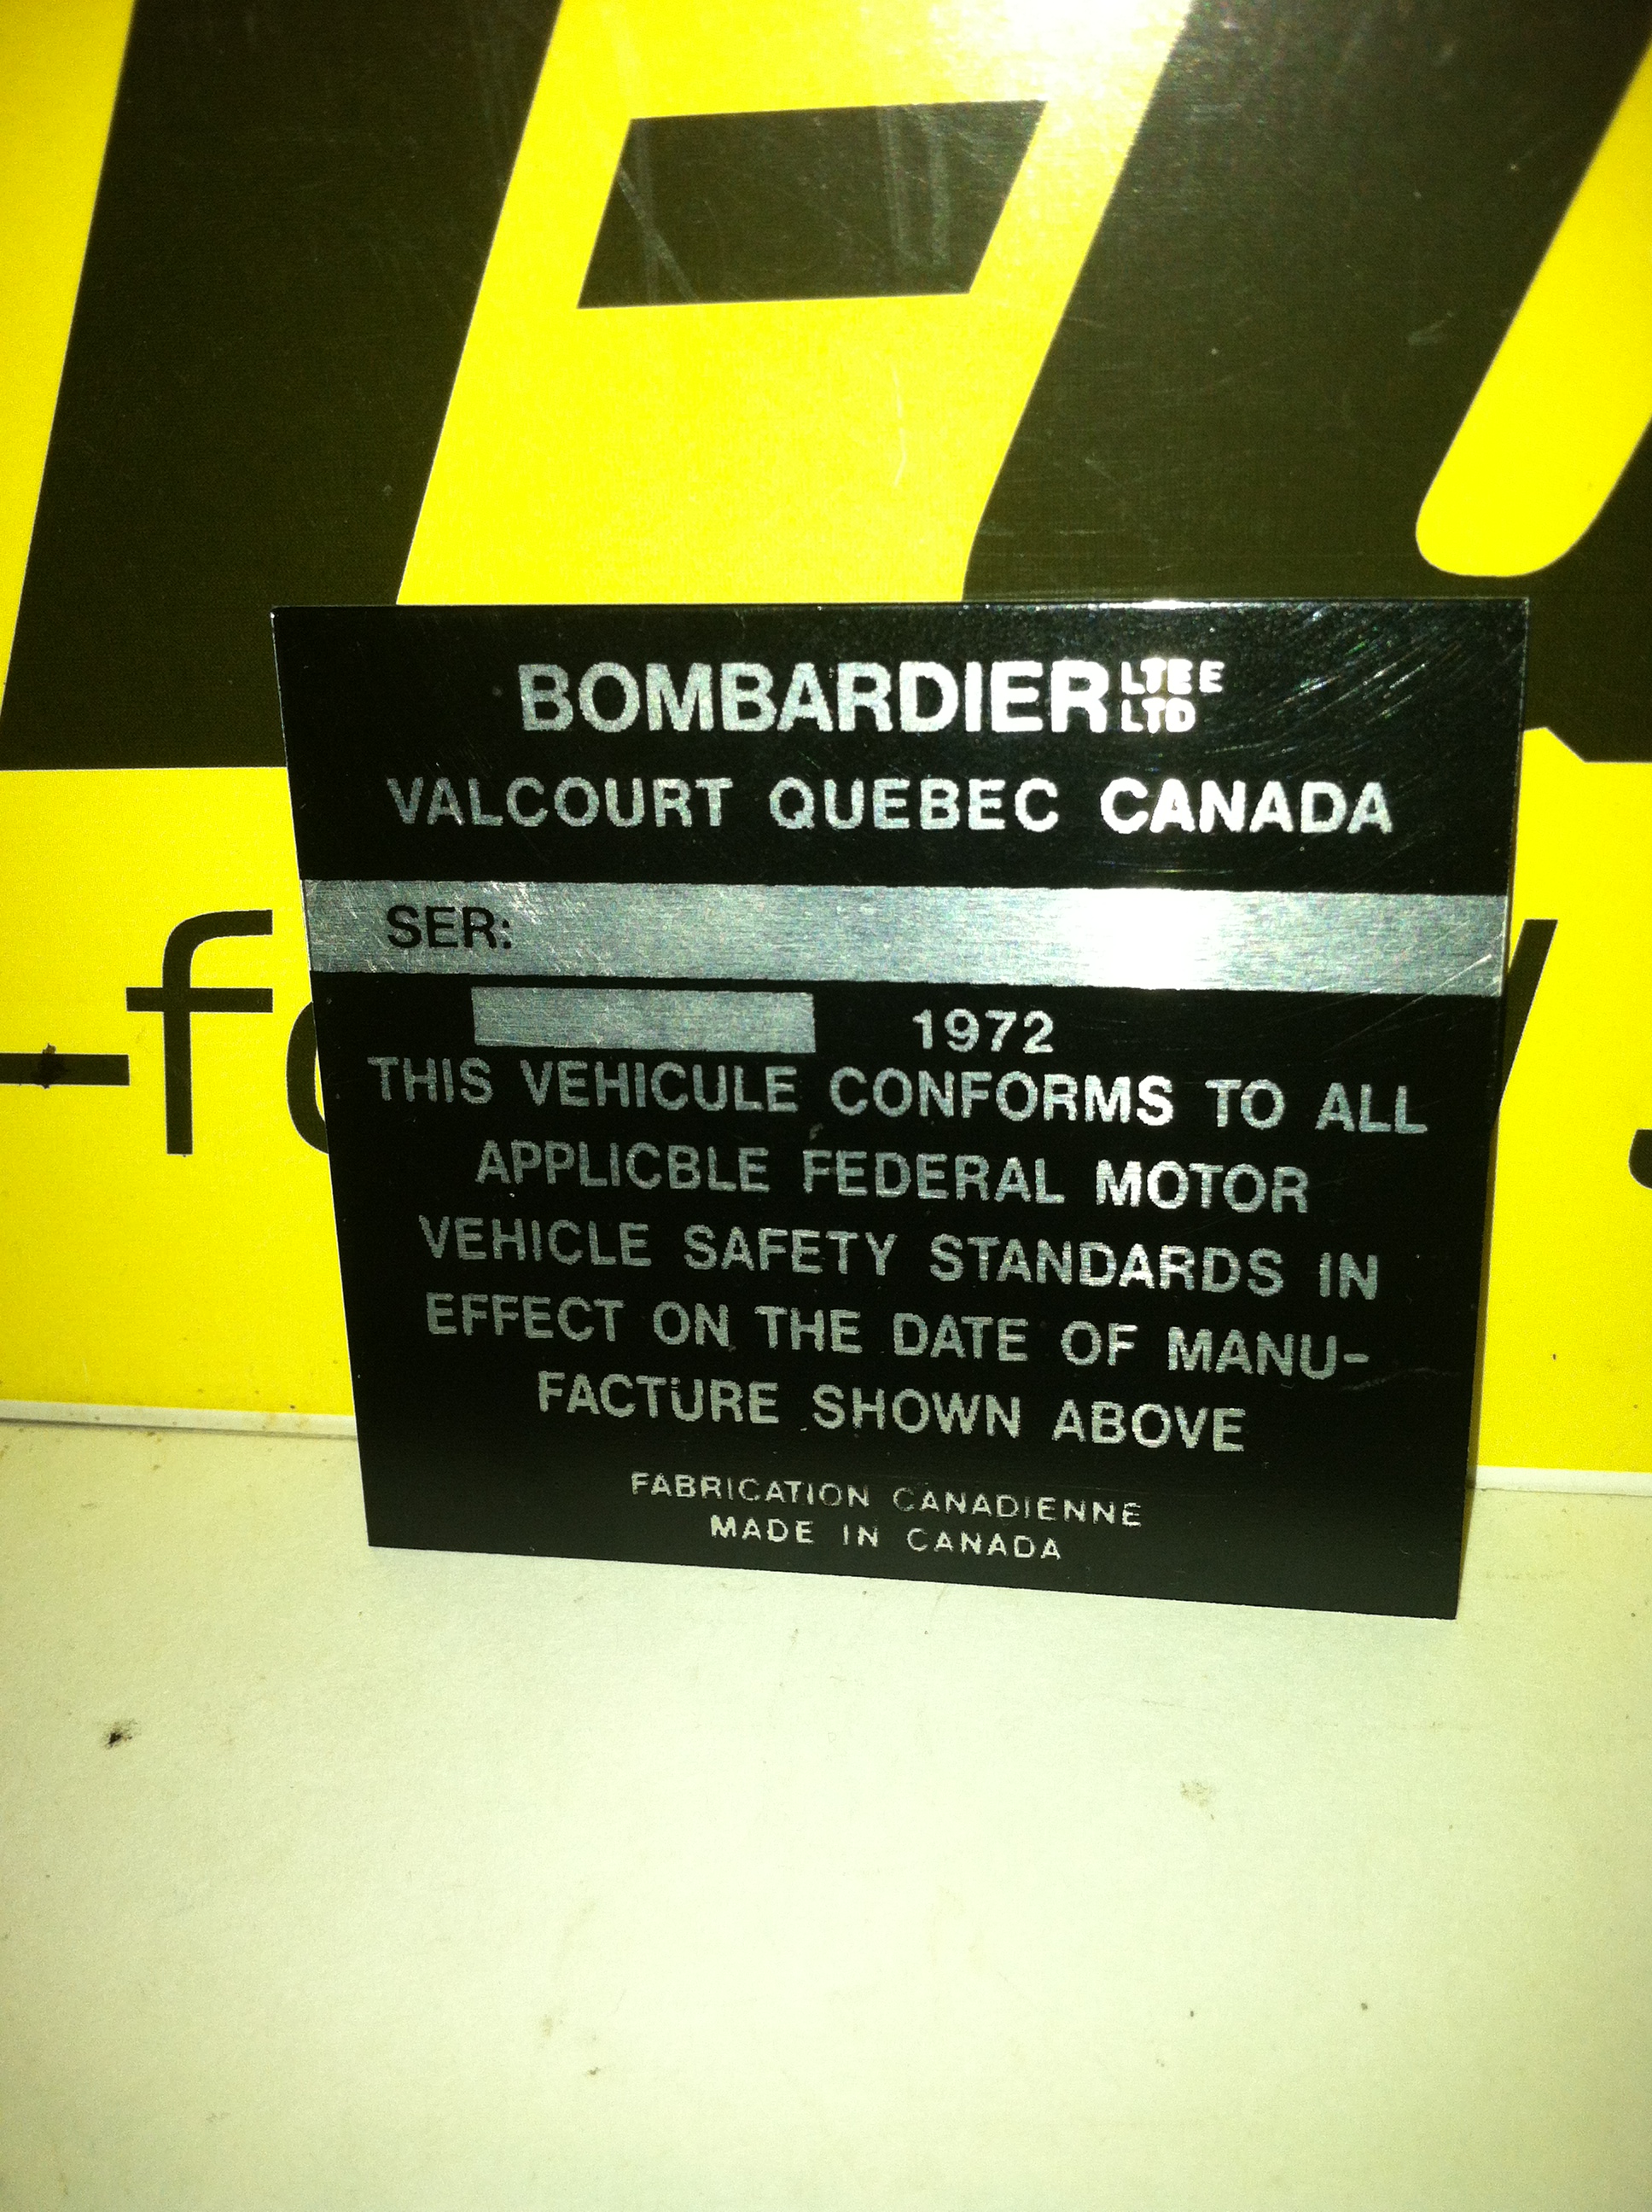 BOMBARDIER LTEE
LTD
VALCOURT QUEBEC CANADA
SER:
1972
THIS VEHICULE CONFORMS TO ALL
APPLICBLE FEDERAL MOTOR
VEHICLE SAFETY STANDARDS IN
EFFECT ON THE DATE OF MANU-
FACTURE SHOWN ABOVE
FABRICATION CANADIENNE
MADE IN CANADA